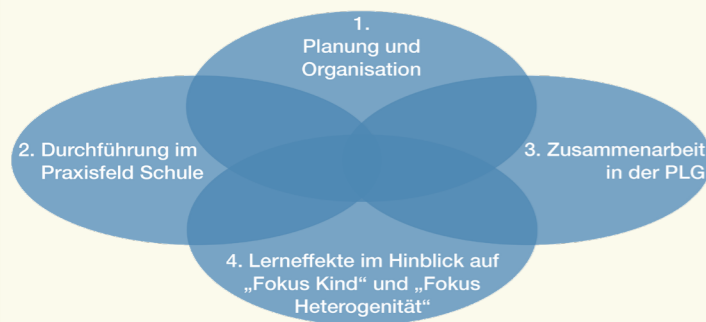 1.
Planung und
Organisation
2. Durchführung im
Praxisfeld Schule
3. Zusammenarbeit
in der PLG
4. Lerneffekte im Hinblick auf
„Fokus Kind“ und „Fokus
Heterogenität“